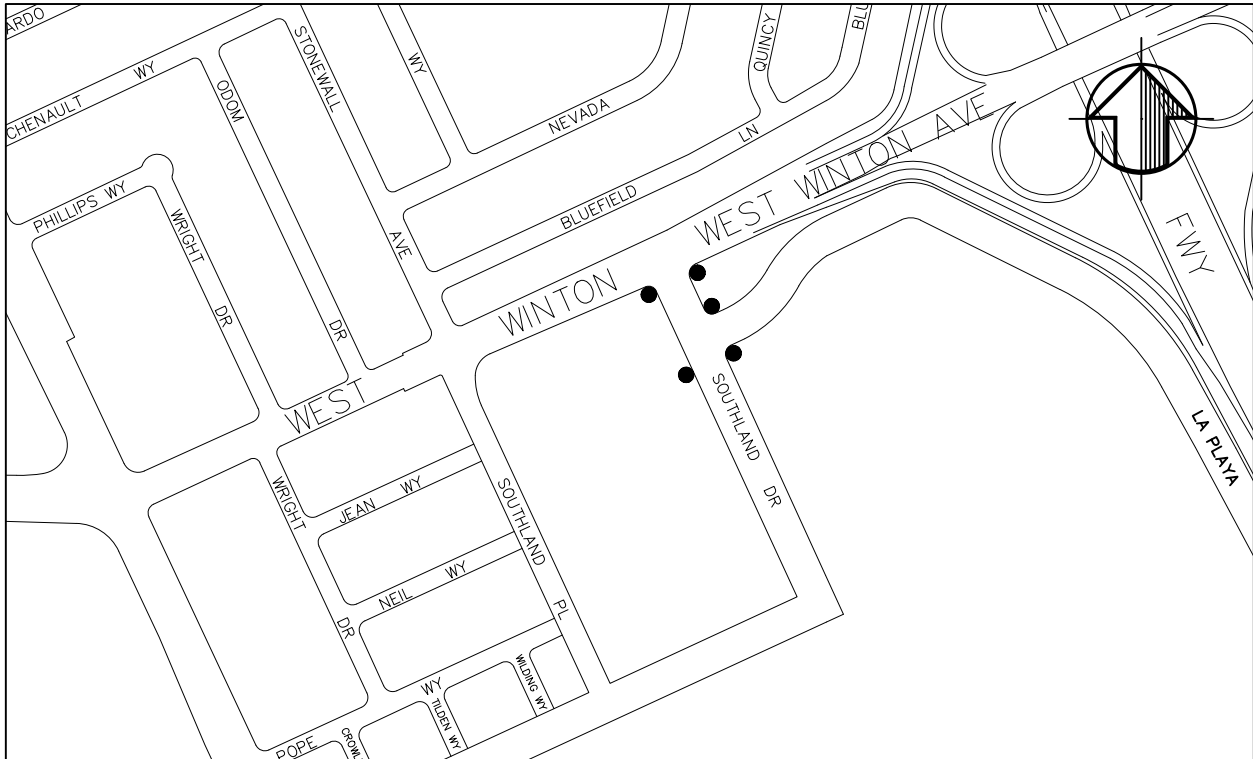 ARDO
CHENAULT WY
ODOM DR
STONEWALL AVE
WY
NEVADA
QUINCY
BLUEFIELD LN
WEST WINTON AVE
FWY
PHILLIPS WY
WRIGHT DR
WEST WINTON
SOUTHLAND DR
LA PLAYA
WRIGHT DR
JEAN WY
SOUTHLAND PL
NEIL WY
POPE WY
WILDING WY
TILDEN WY